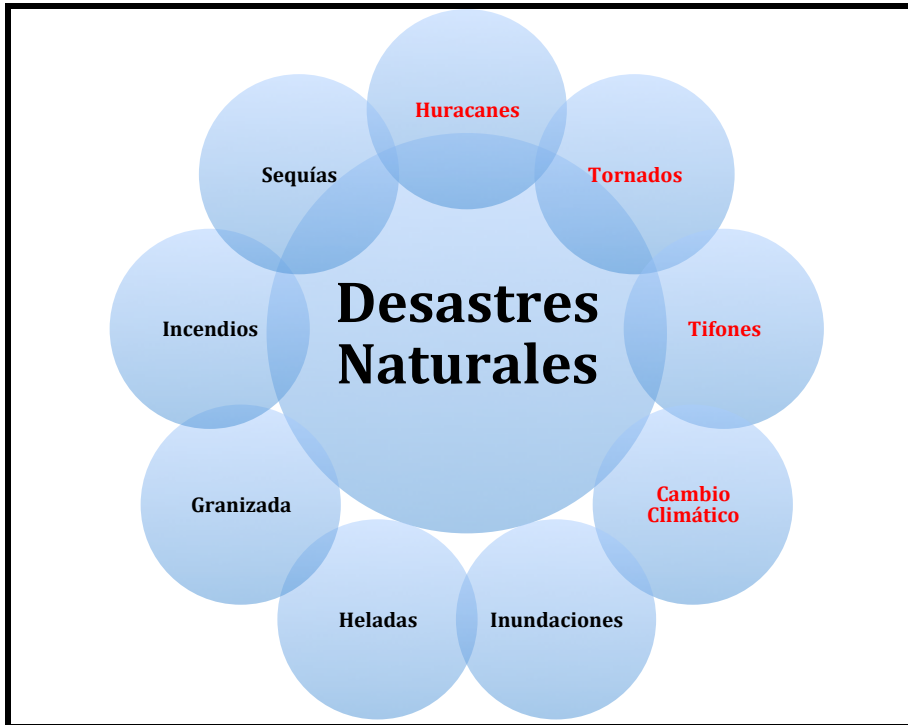 Huracanes
Sequías
Tornados
Desastres
Naturales
Incendios
Tifones
Granizada
Cambio
Climático
Heladas
Inundaciones